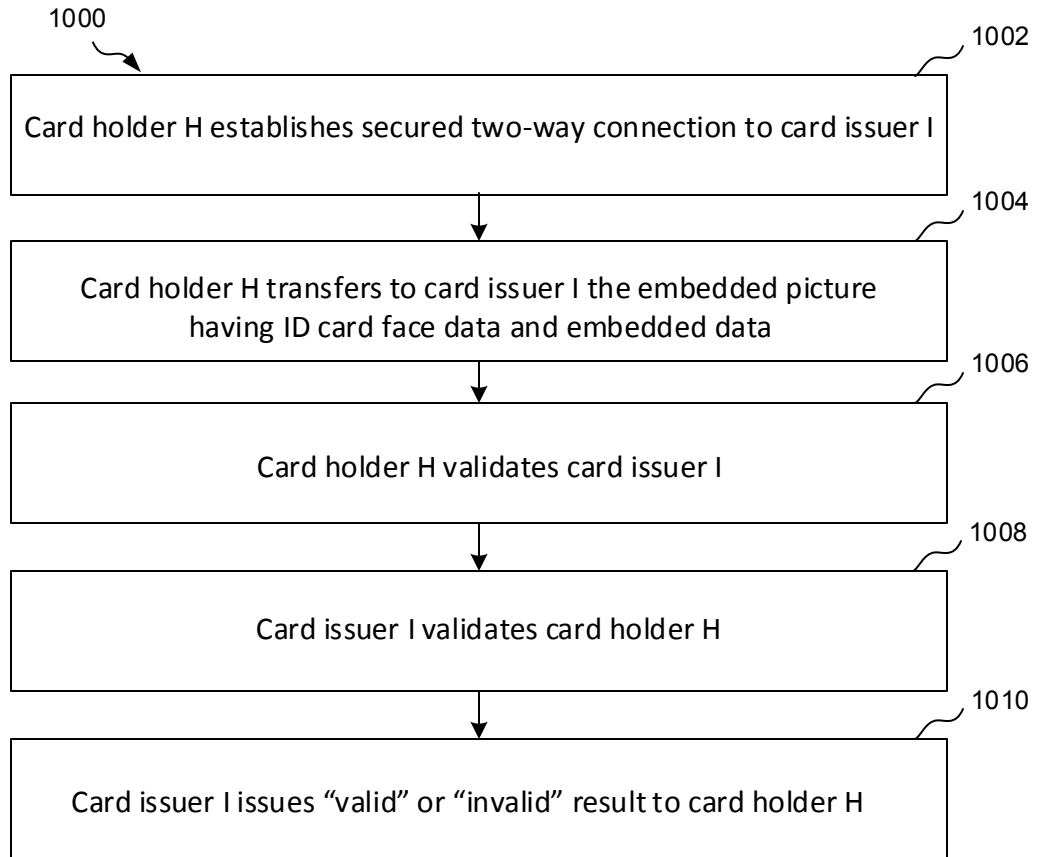 1000
1002
Card holder H establishes secured two-way connection to card issuer I
1004
Card holder H transfers to card issuer I the embedded picture
having ID card face data and embedded data
1006
Card holder H validates card issuer I
1008
Card issuer I validates card holder H
1010
Card issuer I issues “valid” or “invalid” result to card holder H